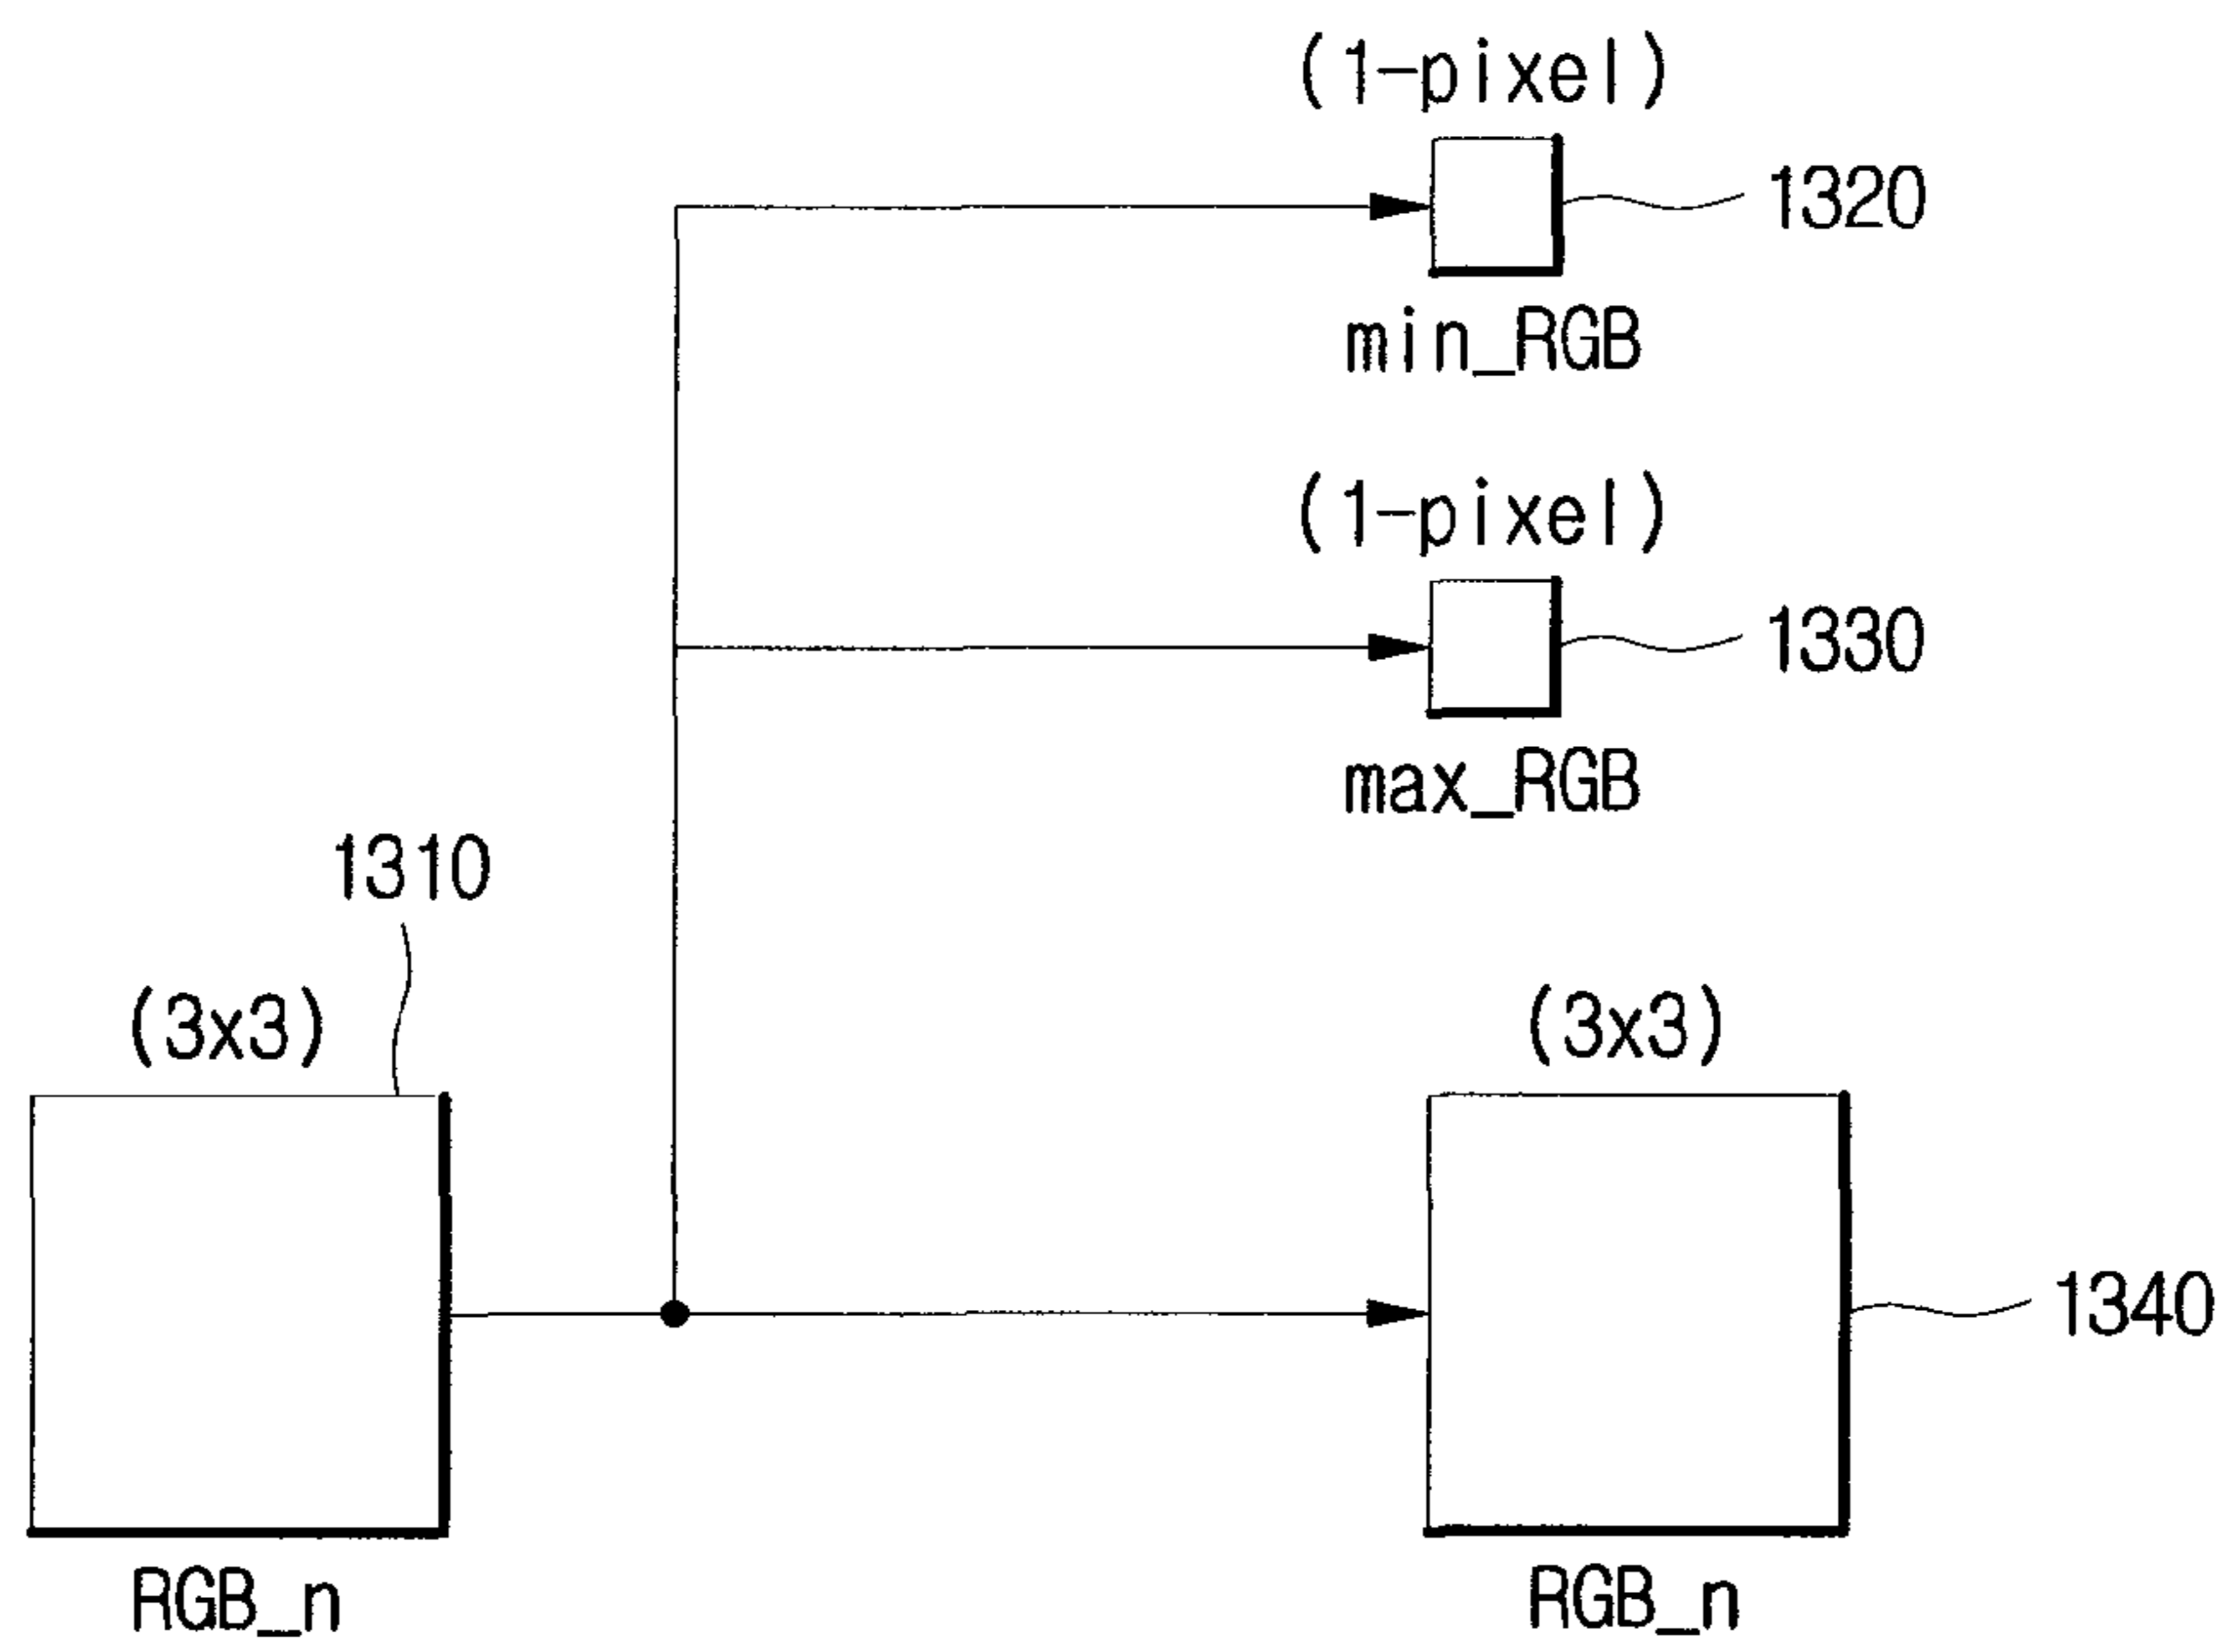 (1-pixel)
1320
min_RGB
(1-pixel)
1330
max_RGB
1310
(3x3)
(3x3)
1340
RGB_n
RGB_n